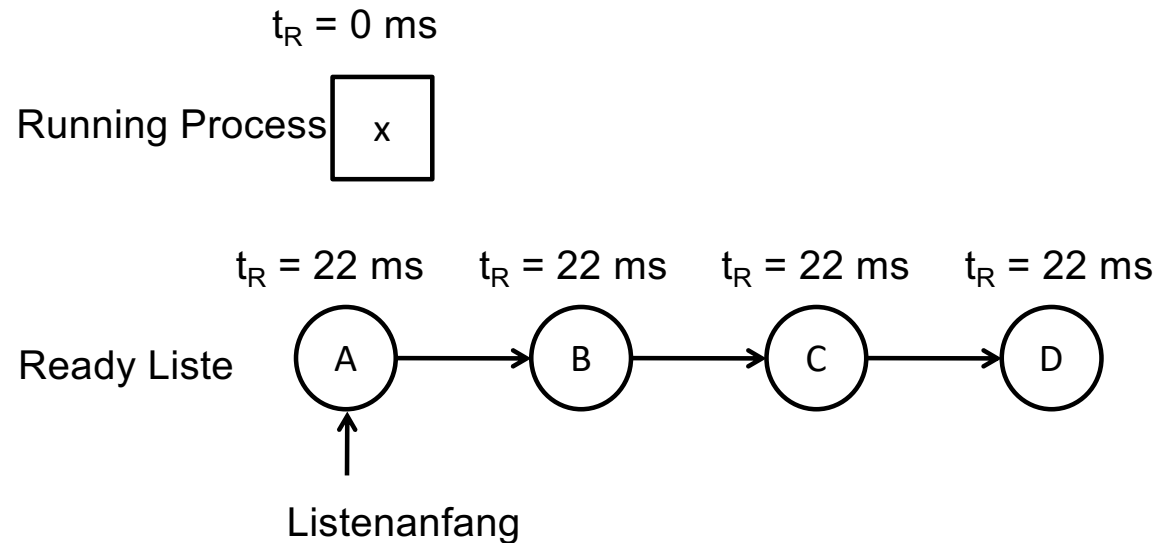 t_R = 0 ms
Running Process
x
t_R = 22 ms t_R = 22 ms t_R = 22 ms t_R = 22 ms
Ready Liste
A B C D
Listenanfang